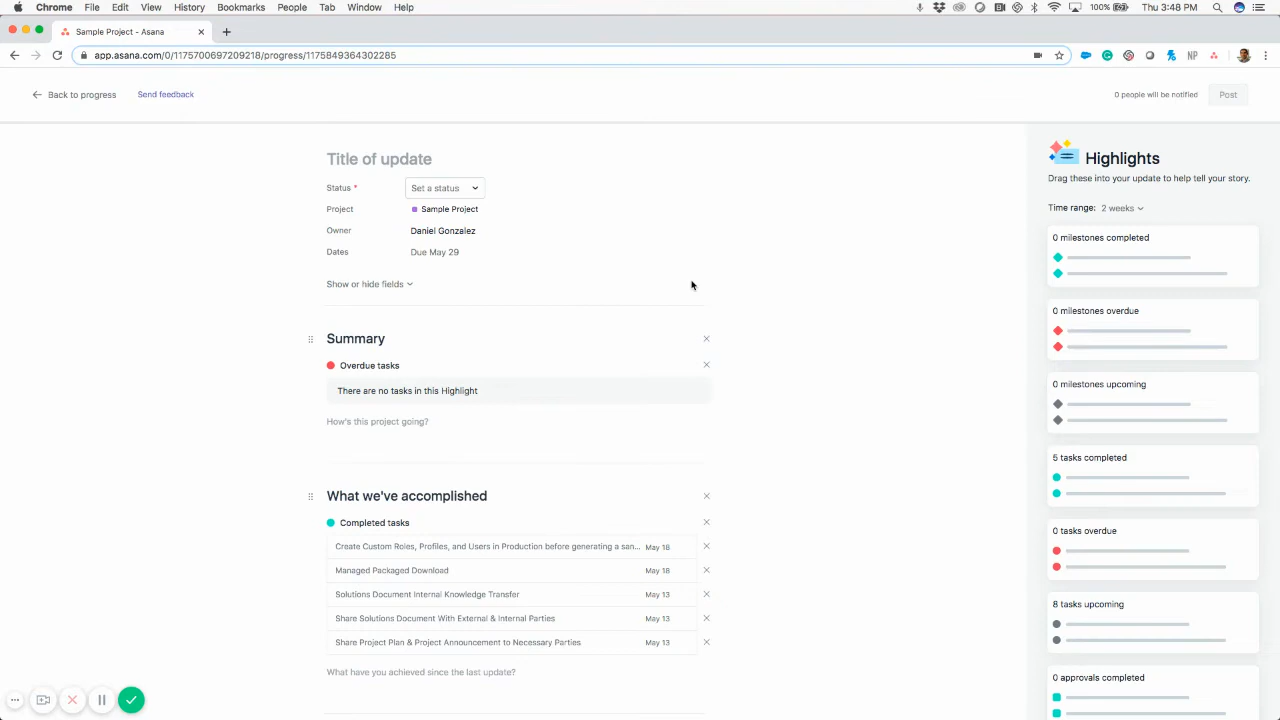 Chrome File Edit View History Bookmarks People Tab Window Help 100% Thu 3:48 PM
Sample Project - Asana
app.asana.com/0/1175700697209218/progress/1175849364302285 NP
Back to progress Send feedback 0 people will be notified Post
Title of update
Status * Set a status
Project Sample Project
Owner Daniel Gonzalez
Dates Due May 29
Show or hide fields
Summary
Overdue tasks
There are no tasks in this Highlight
How's this project going?
What we've accomplished
Completed tasks
Create Custom Roles, Profiles, and Users in Production before generating a san... May 18
Managed Packaged Download May 18
Solutions Document Internal Knowledge Transfer May 13
Share Solutions Document With External & Internal Parties May 13
Share Project Plan & Project Announcement to Necessary Parties May 13
What have you achieved since the last update?
Highlights
Drag these into your update to help tell your story.
Time range: 2 weeks
0 milestones completed
0 milestones overdue
0 milestones upcoming
5 tasks completed
0 tasks overdue
8 tasks upcoming
0 approvals completed